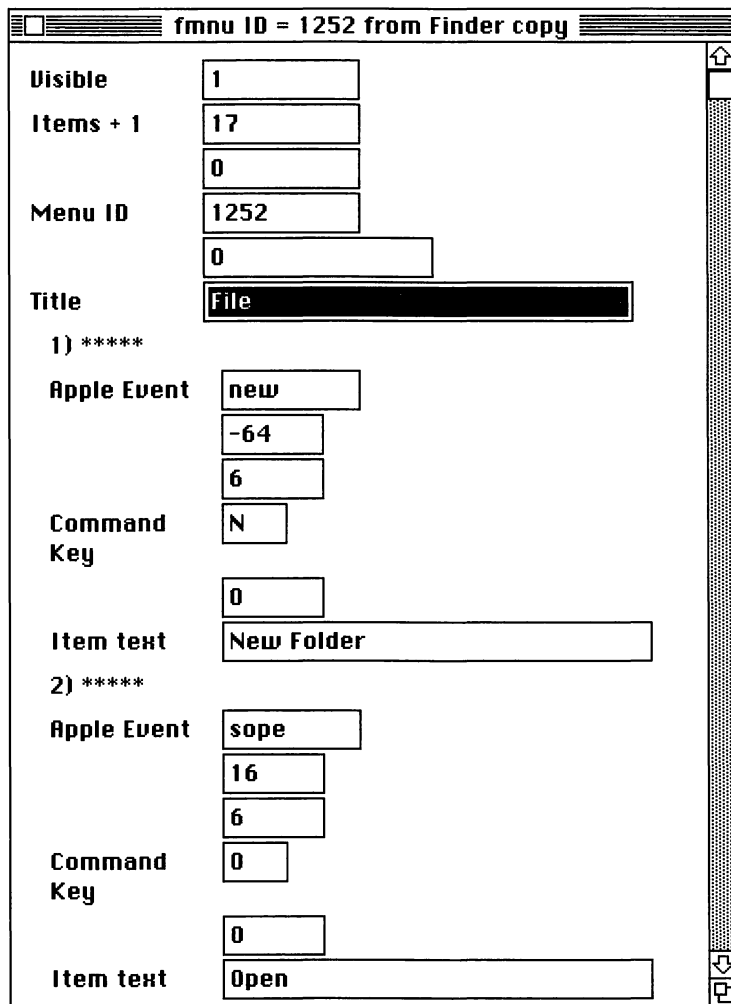 fmnu ID = 1252 from Finder copy
Visible 1
Items + 1 17
0
Menu ID 1252
0
Title File
1) *****
Apple Event new
-64
6
Command N
Key
0
Item text New Folder
2) *****
Apple Event sope
16
6
Command O
Key
0
Item text Open